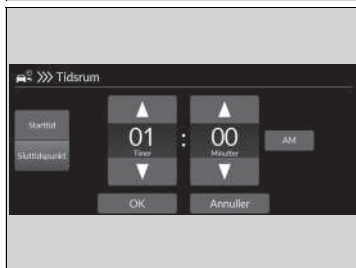 Tidsrum
Starttid
Sluttidspunkt
01 : 00
Timer Minutter
AM
OK Annuller